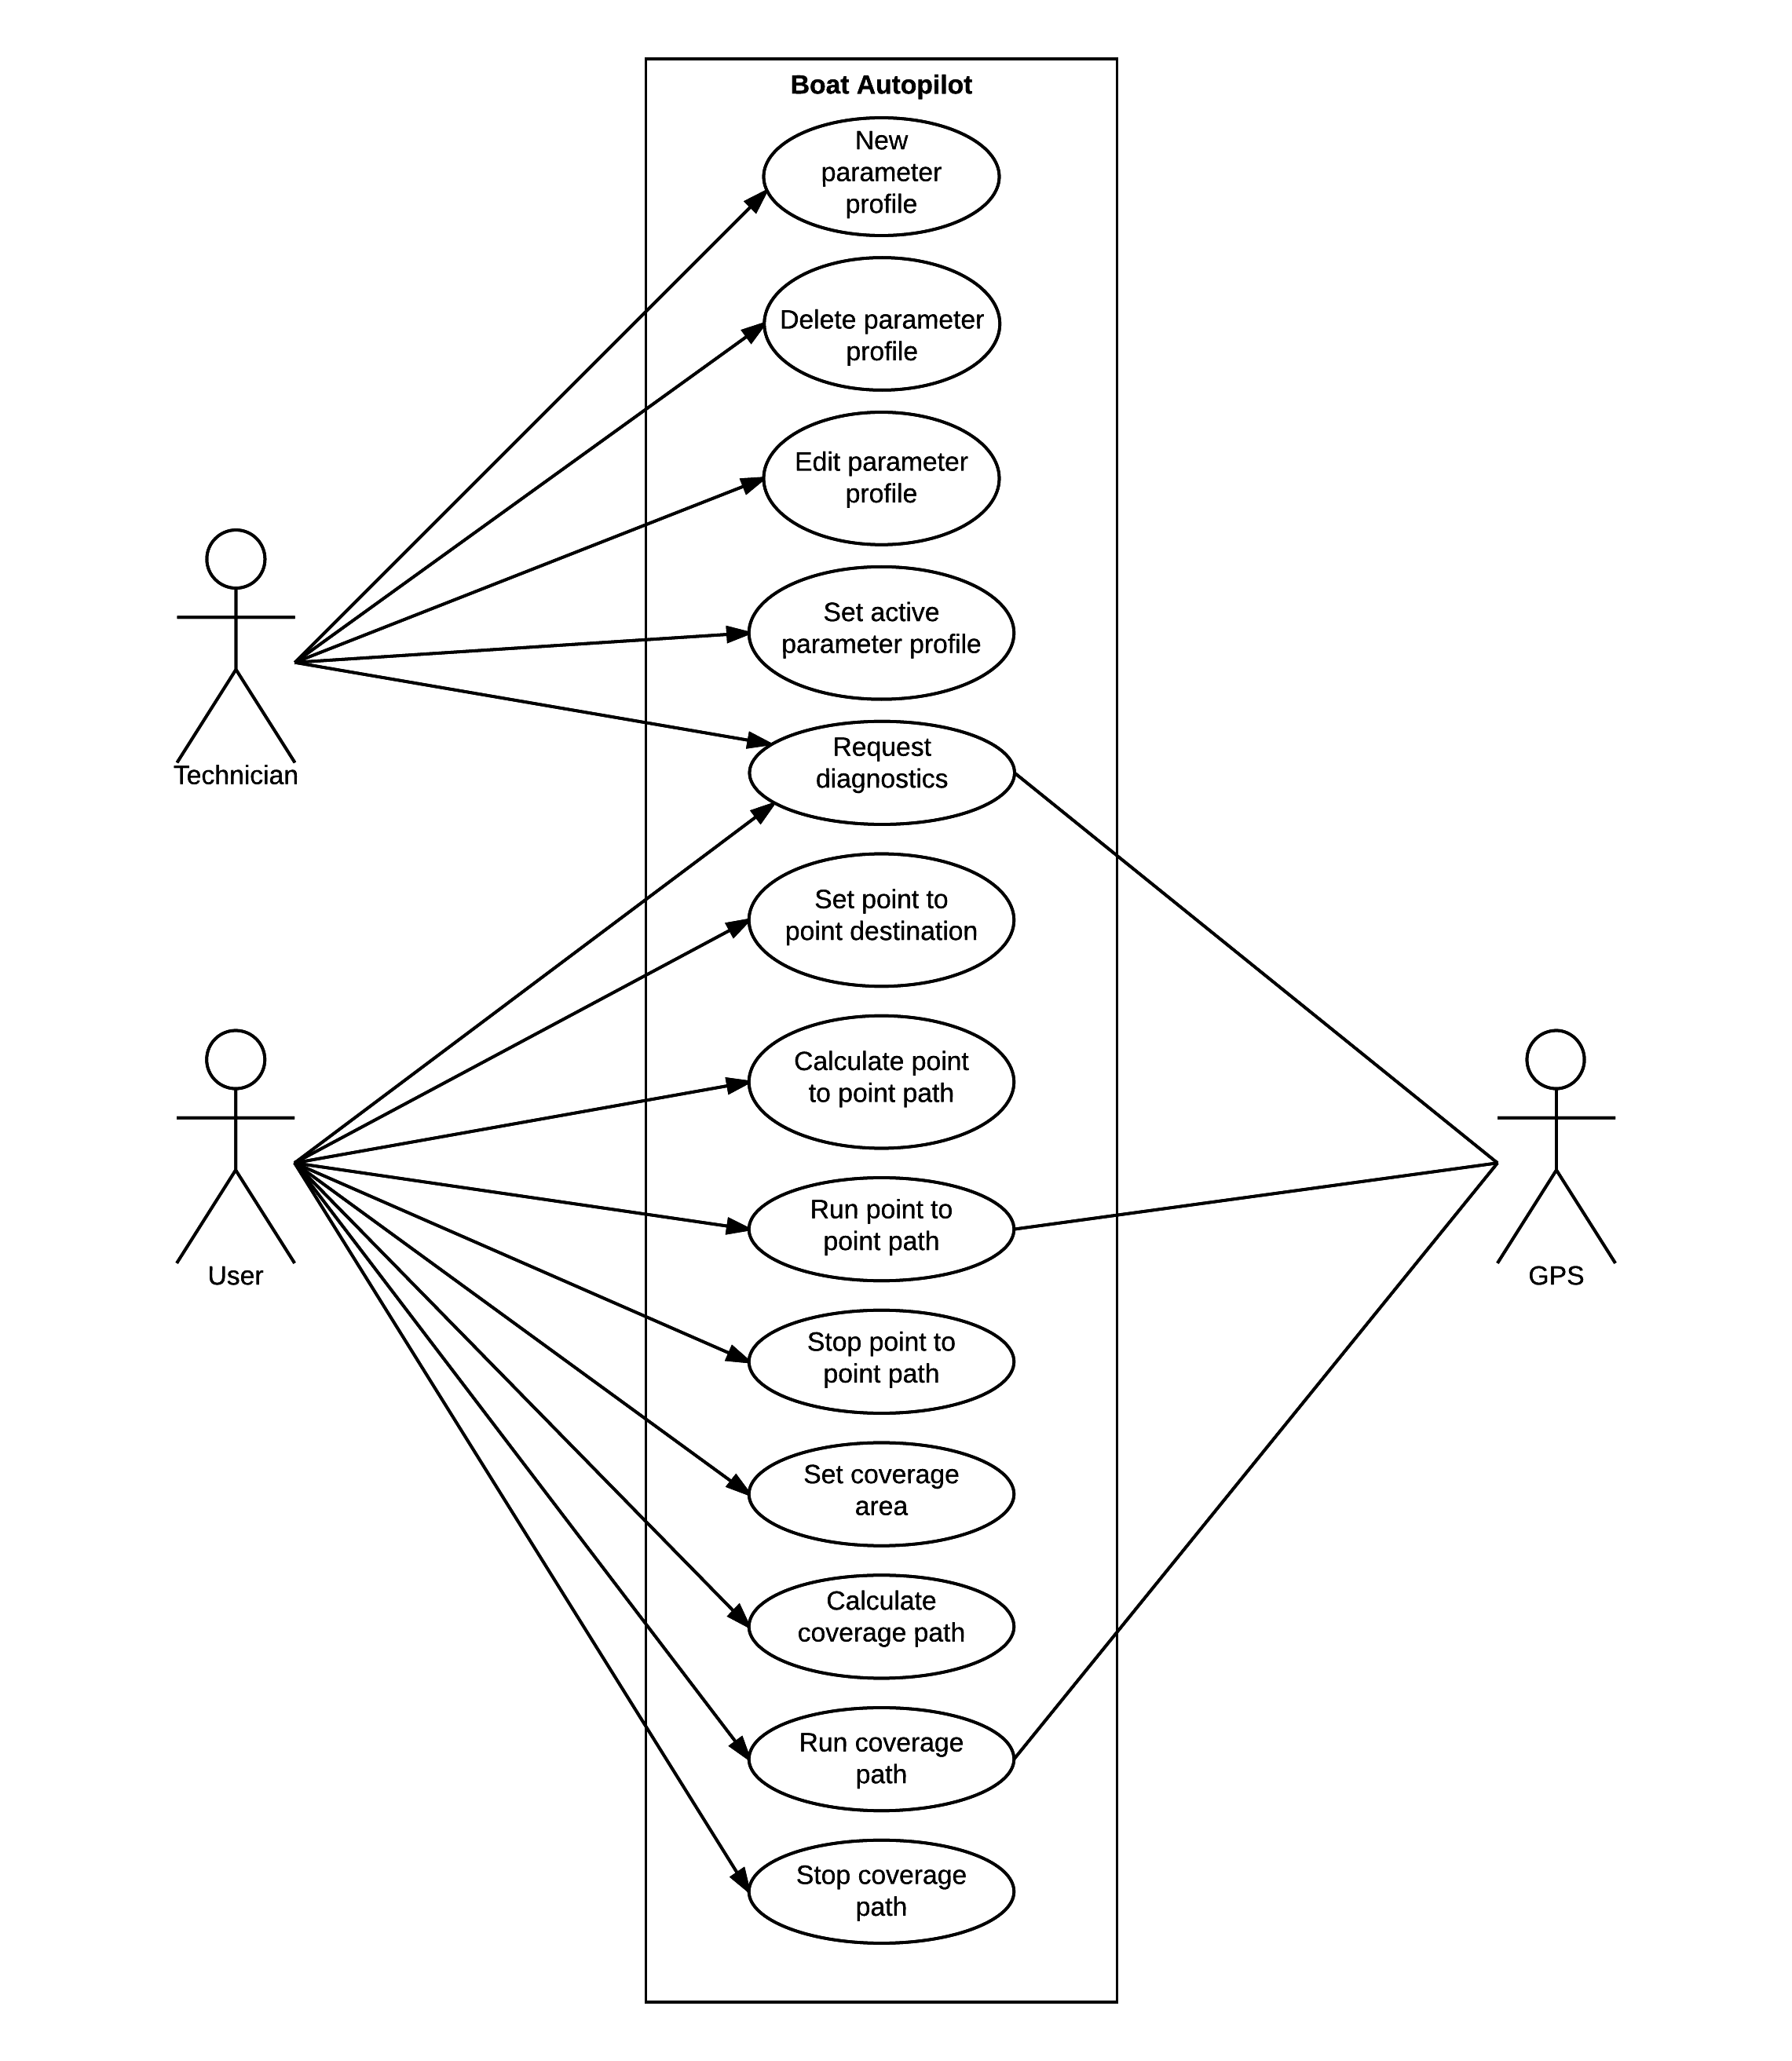 Boat Autopilot
New
parameter
profile
Delete parameter
profile
Edit parameter
profile
Set active
parameter profile
Request
diagnostics
Technician
Set point to
point destination
Calculate point
to point path
Run point to
point path
User
GPS
Stop point to
point path
Set coverage
area
Calculate
coverage path
Run coverage
path
Stop coverage
path